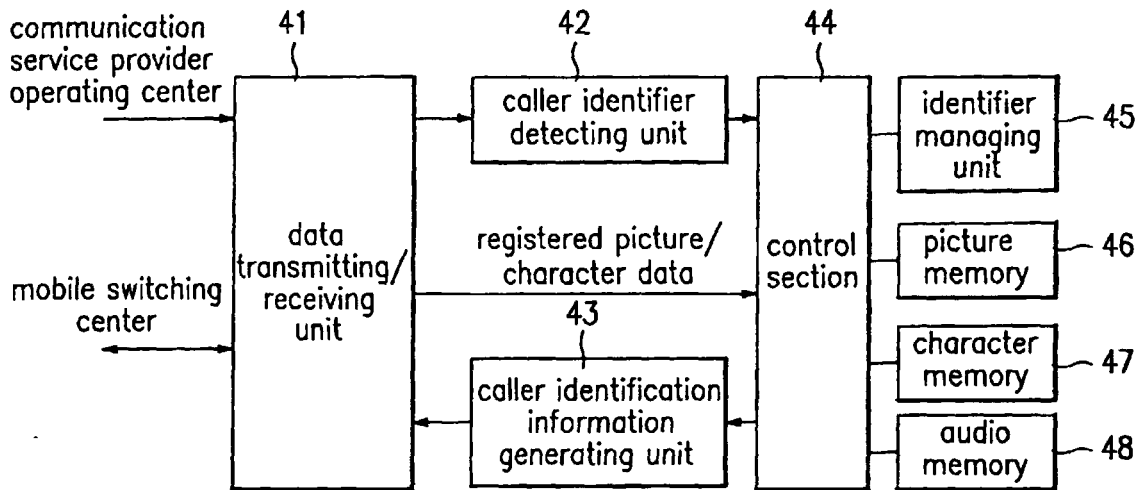 communication
service provider
operating center
41
42
44
caller identifier
detecting unit
identifier
managing
unit
45
data
transmitting/
receiving
unit
registered picture/
character data
control
section
picture
memory
46
mobile switching
center
43
caller identification
information
generating unit
character
memory
47
audio
memory
48